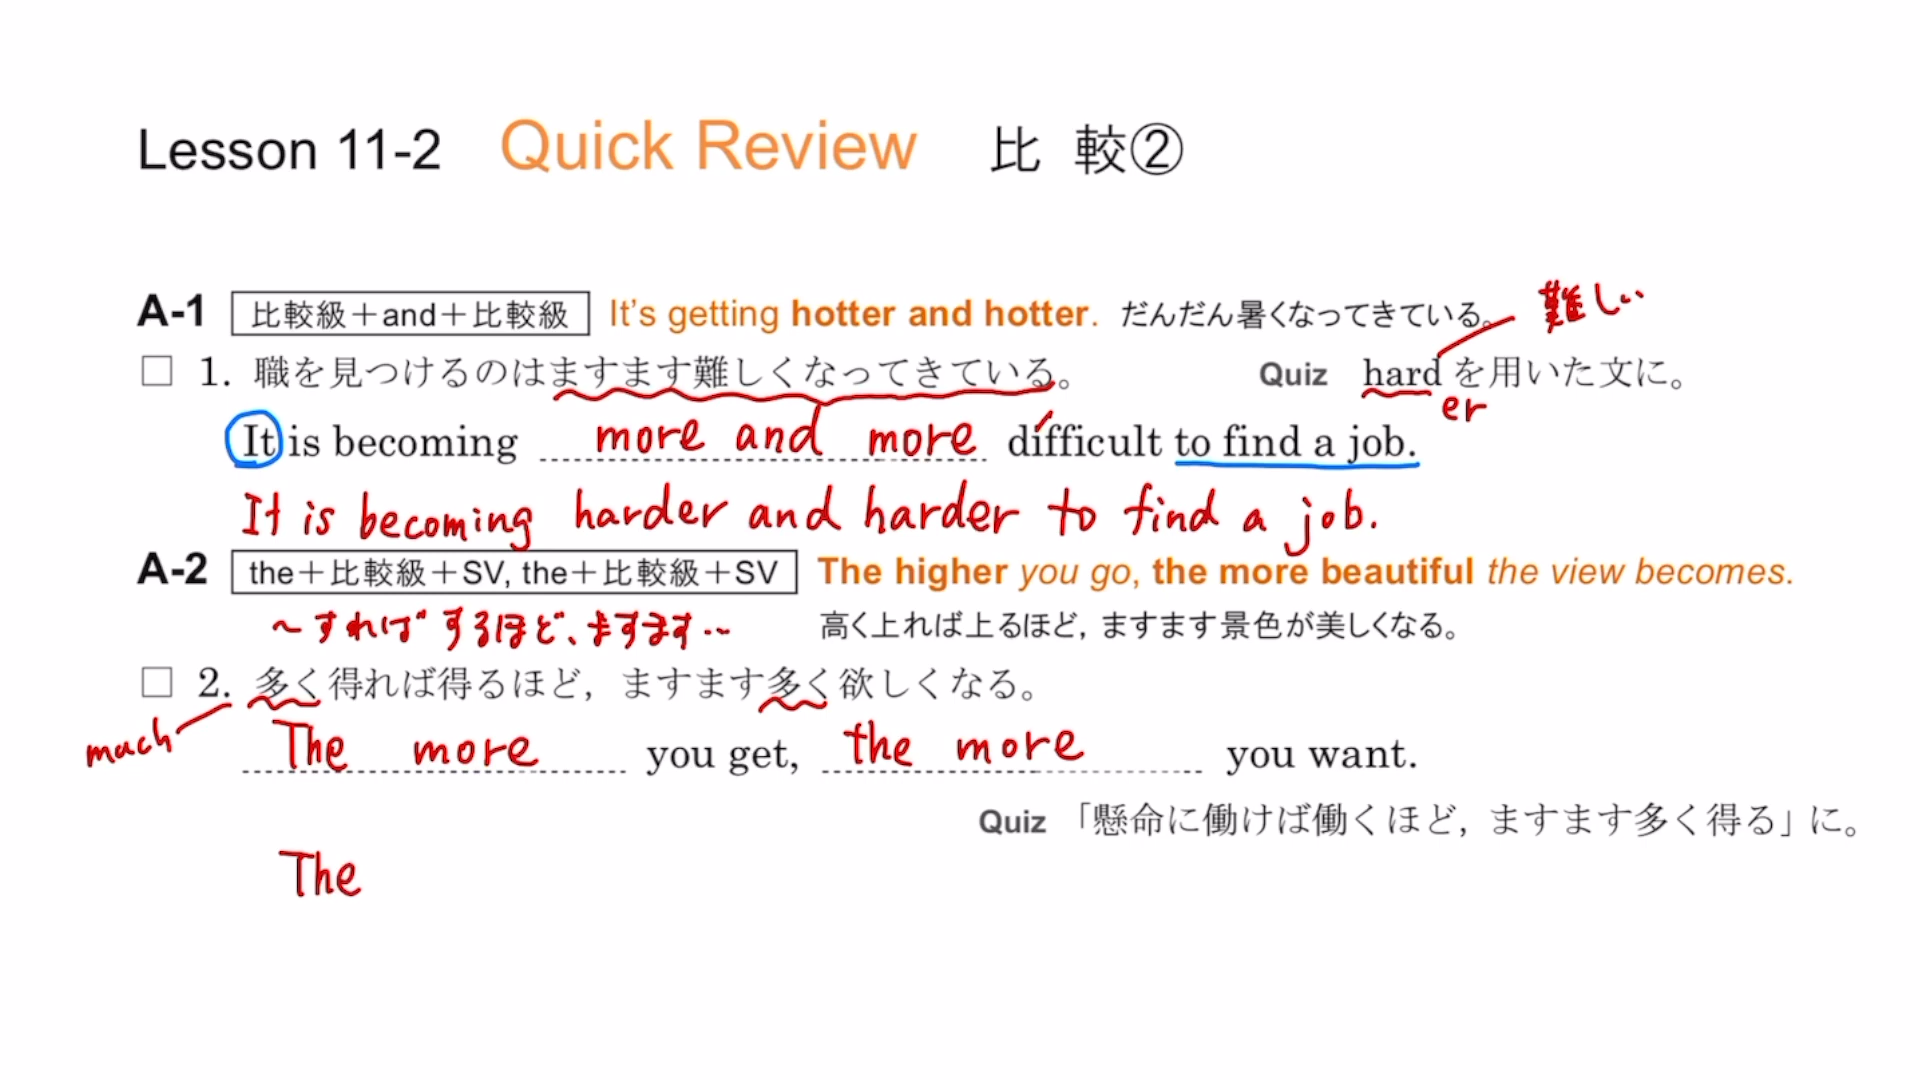 Lesson 11-2 Quick Review 比 較②
難しい
A-1 比較級＋and＋比較級 It's getting hotter and hotter. だんだん暑くなってきている。
□ 1. 職を見つけるのはますます難しくなってきている。 Quiz hard を用いた文に。
er
It is becoming more and more difficult to find a job.
It is becoming harder and harder to find a job.
A-2 the＋比較級＋SV, the＋比較級＋SV The higher you go, the more beautiful the view becomes.
～すればするほど、ますます‥ 高く上れば上るほど, ますます景色が美しくなる。
□ 2. 多く得れば得るほど, ますます多く欲しくなる。
mach The more you get, the more you want.
Quiz 「懸命に働けば働くほど, ますます多く得る」に。
The